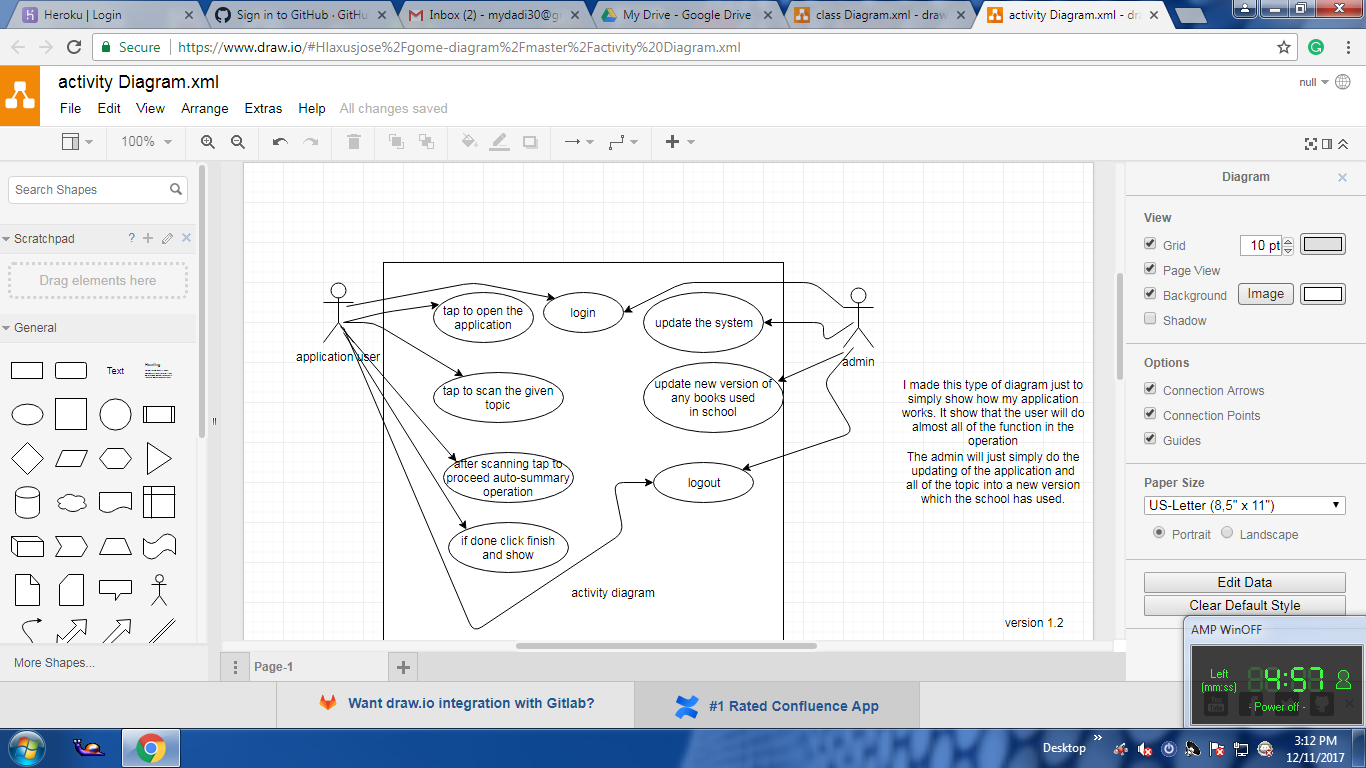 Heroku | Login
Sign in to GitHub · GitHu
Inbox (2) - mydadi30@g
My Drive - Google Drive
class Diagram.xml - draw
activity Diagram.xml - dra
Secure
https://www.draw.io/#Hlaxusjose%2Fgome-diagram%2Fmaster%2Factivity%20Diagram.xml
activity Diagram.xml
null
File Edit View Arrange Extras Help All changes saved
100%
Search Shapes
Scratchpad
?
Drag elements here
General
Text
Heading
More Shapes...
application user
tap to open the
application
login
update the system
admin
tap to scan the given
topic
update new version of
any books used
in school
after scanning tap to
proceed auto-summary
operation
logout
if done click finish
and show
activity diagram
I made this type of diagram just to
simply show how my application
works. It show that the user will do
almost all of the function in the
operation
The admin will just simply do the
updating of the application and
all of the topic into a new version
which the school has used.
version 1.2
Diagram
View
Grid
10 pt
Page View
Background
Image
Shadow
Options
Connection Arrows
Connection Points
Guides
Paper Size
US-Letter (8,5" x 11")
Portrait
Landscape
Edit Data
Clear Default Style
Page-1
Want draw.io integration with Gitlab?
#1 Rated Confluence App
AMP WinOFF
Left
(mm:ss)
4:57
- Power off -
Desktop
3:12 PM
12/11/2017